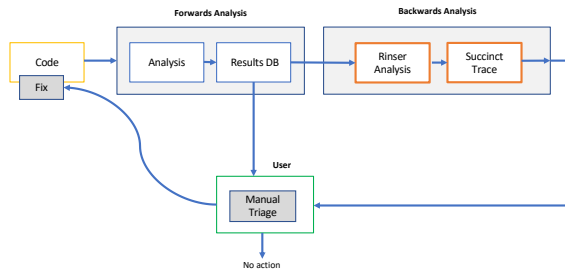 Forwards Analysis
Backwards Analysis
Code
Fix
Analysis
Results DB
Rinser
Analysis
Succinct
Trace
User
Manual
Triage
No action